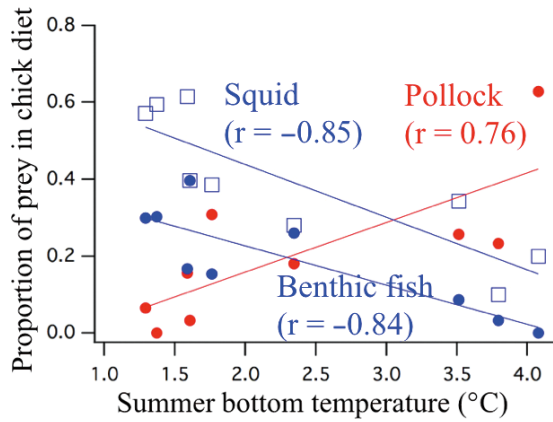 Proportion of prey in chick diet
0.8
0.6
0.4
0.2
0.0
Squid
(r = −0.85)
Pollock
(r = 0.76)
Benthic fish
(r = −0.84)
1.0 1.5 2.0 2.5 3.0 3.5 4.0
Summer bottom temperature (°C)